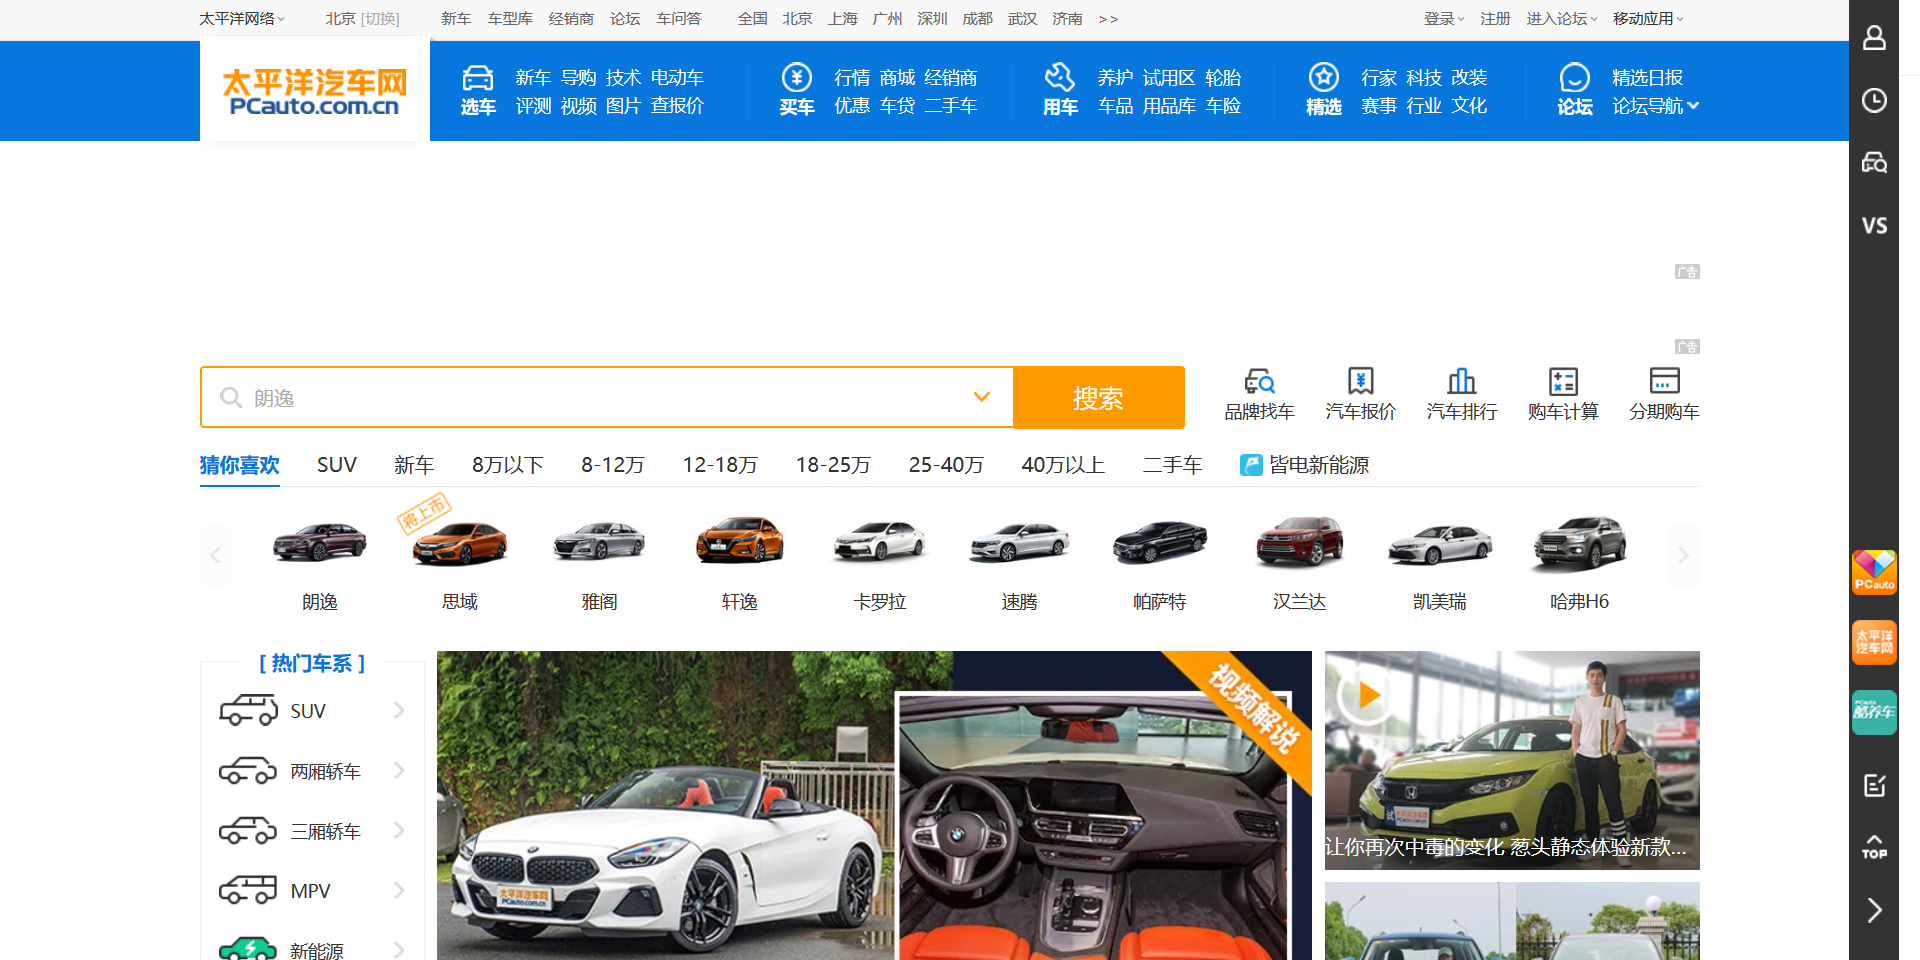 太平洋网络 北京 [切换] 新车 车型库 经销商 论坛 车问答 全国 北京 上海 广州 深圳 成都 武汉 济南 >> 登录 注册 进入论坛 移动应用
太平洋汽车网
PCauto.com.cn
选车
新车 导购 技术 电动车
评测 视频 图片 查报价
买车
行情 商城 经销商
优惠 车贷 二手车
用车
养护 试用区 轮胎
车品 用品库 车险
精选
行家 科技 改装
赛事 行业 文化
论坛
精选日报
论坛导航
VS
广告
广告
朗逸
搜索
品牌找车 汽车报价 汽车排行 购车计算 分期购车
猜你喜欢 SUV 新车 8万以下 8-12万 12-18万 18-25万 25-40万 40万以上 二手车 皆电新能源
将上市
朗逸 思域 雅阁 轩逸 卡罗拉 速腾 帕萨特 汉兰达 凯美瑞 哈弗H6
[ 热门车系 ]
SUV
两厢轿车
三厢轿车
MPV
新能源
视频解说
太平洋汽车网
PCauto.com.cn
让你再次中毒的变化 葱头静态体验新款...
PCauto
太平洋
汽车网
PCauto
酷养车
TOP